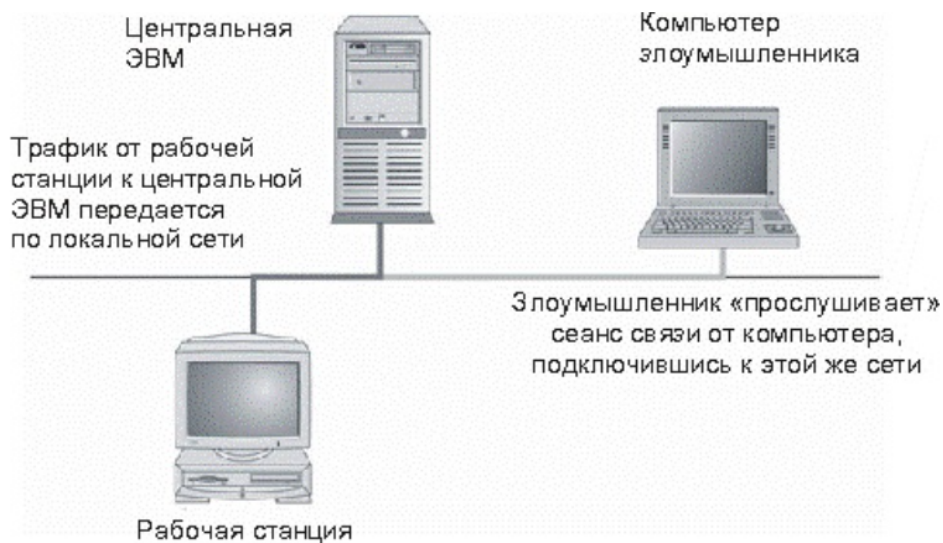 Центральная
ЭВМ
Компьютер
злоумышленника
Трафик от рабочей
станции к центральной
ЭВМ передается
по локальной сети
Злоумышленник «прослушивает»
сеанс связи от компьютера,
подключившись к этой же сети
Рабочая станция